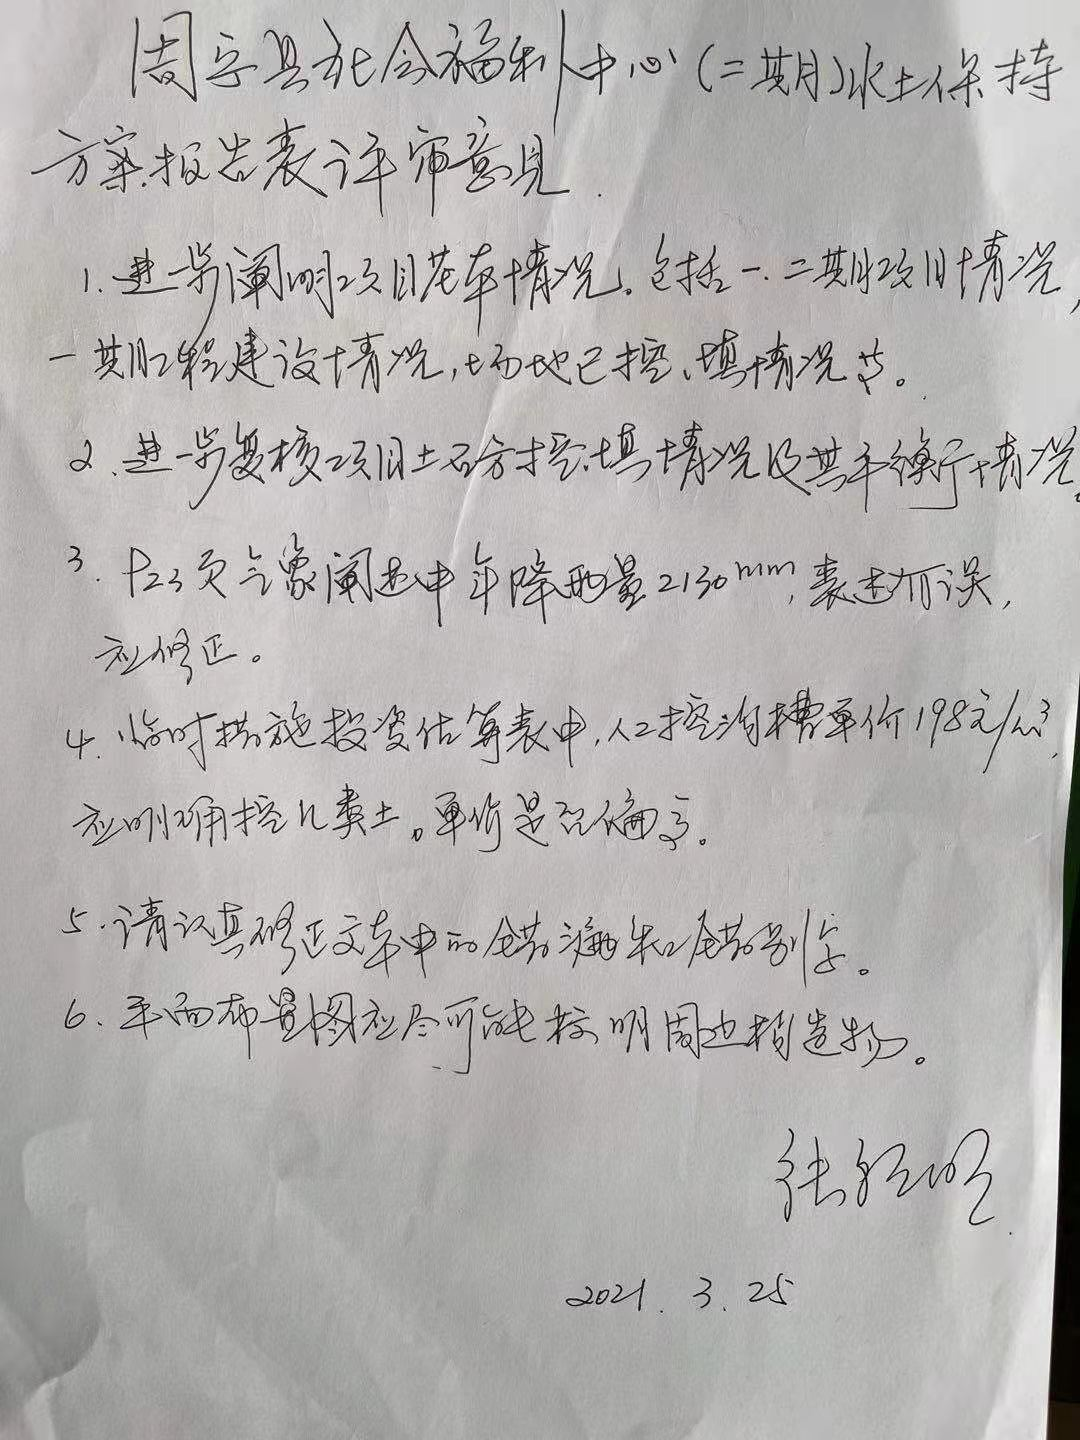 周宁县社会福利中心(二期)水土保持
方案报告表评审意见.
1. 进一步阐明项目基本情况。包括一.二期项目情况,
一期工程建设情况,场地已挖、填情况等。
2. 进一步复核项目土石方挖.填情况及其平衡情况。
3. P23页气象阐述中年降雨量2130mm,表述有误,
应修正。
4. 临时措施投资估算表中,人工挖沟槽单价198元/m³,
应明确挖几类土。单价是否偏高。
5. 请认真修正文本中的错漏和错别字。
6. 平面布置图应尽可能标明周边构造物。
张
2021. 3. 25